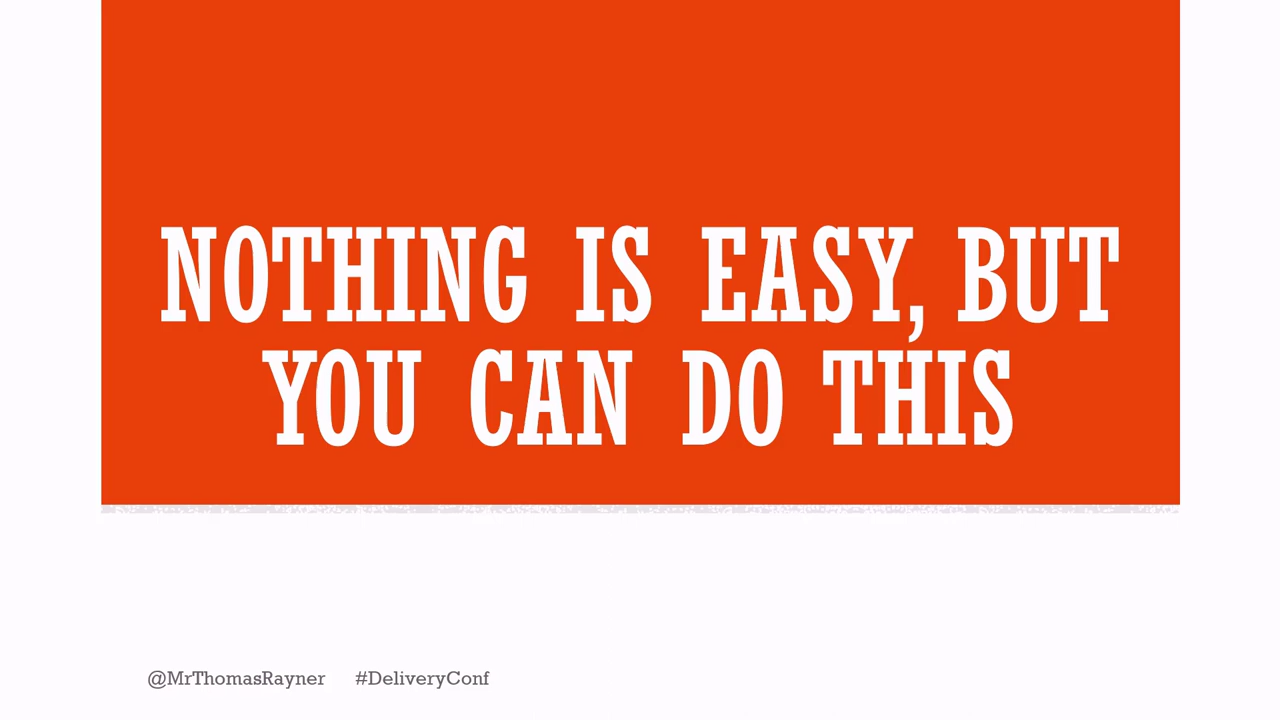 NOTHING IS EASY, BUT
YOU CAN DO THIS
@MrThomasRayner #DeliveryConf